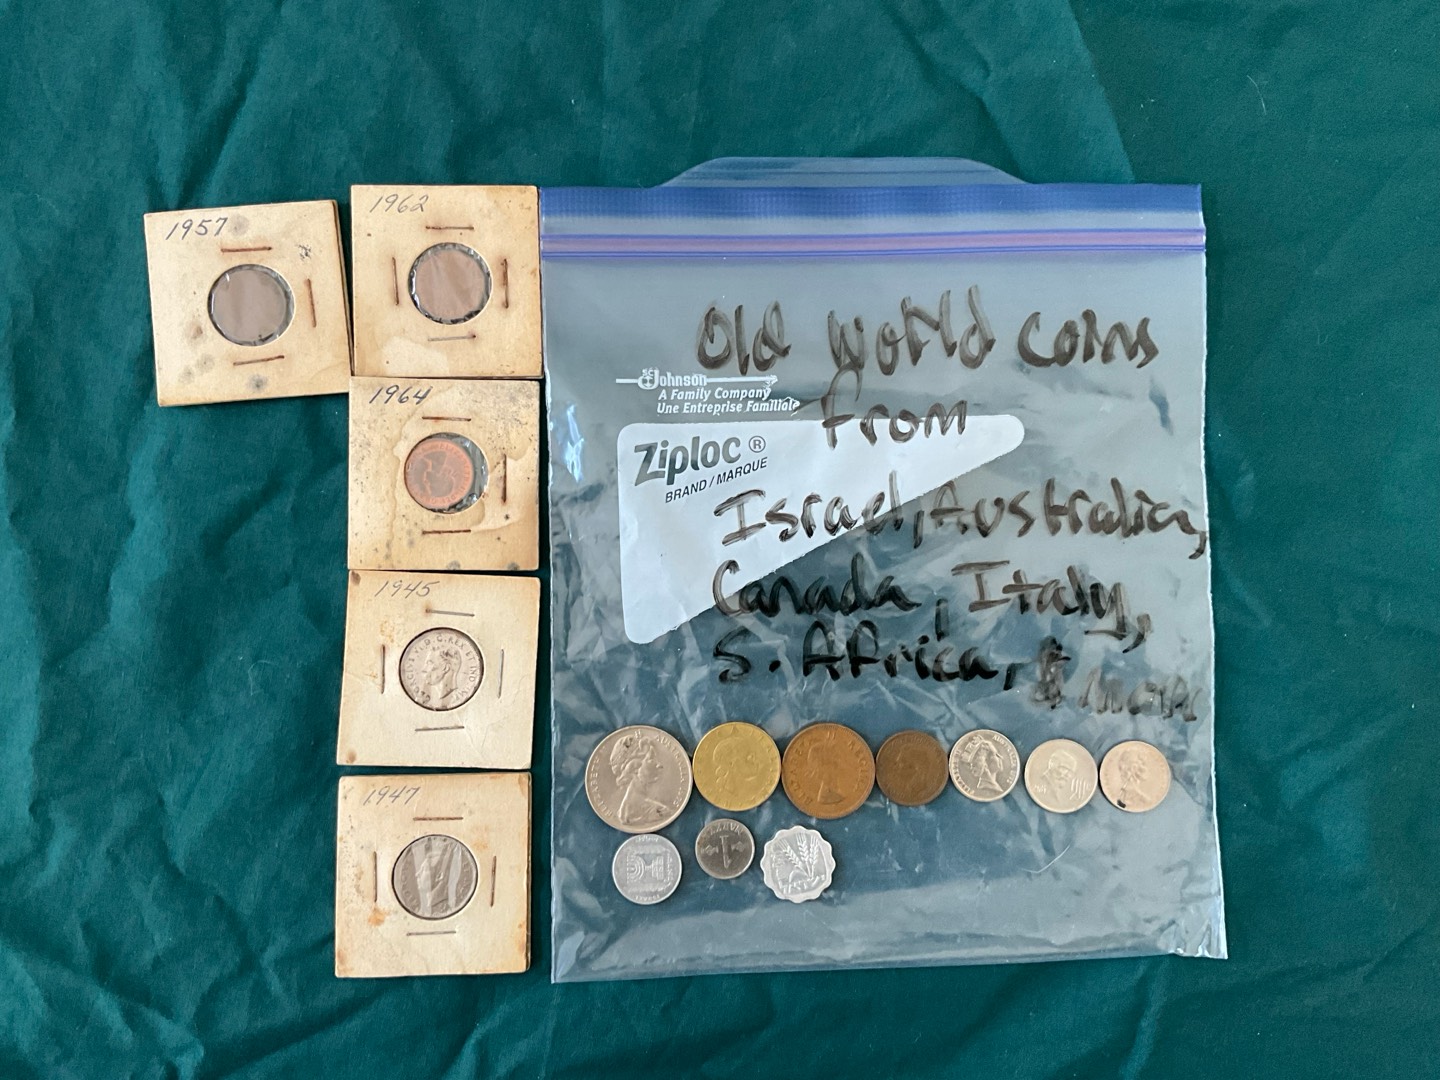 1957
1962
1964
1945
1947
Old World Coins
from
Israel, Australia,
Canada, Italy,
S. Africa, & more
SC Johnson
A Family Company
Une Entreprise Familiale
Ziploc ®
BRAND / MARQUE